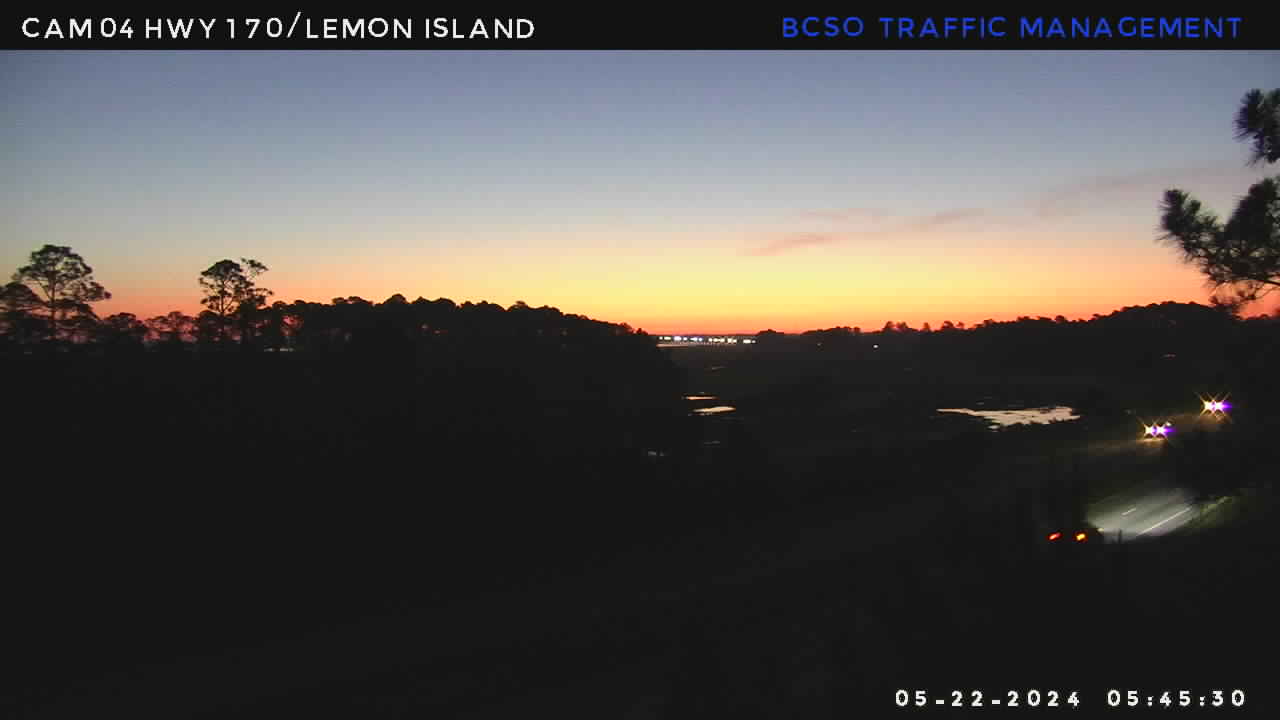 CAM04 HWY 170/LEMON ISLAND
BCSO TRAFFIC MANAGEMENT
05-22-2024 05:45:30